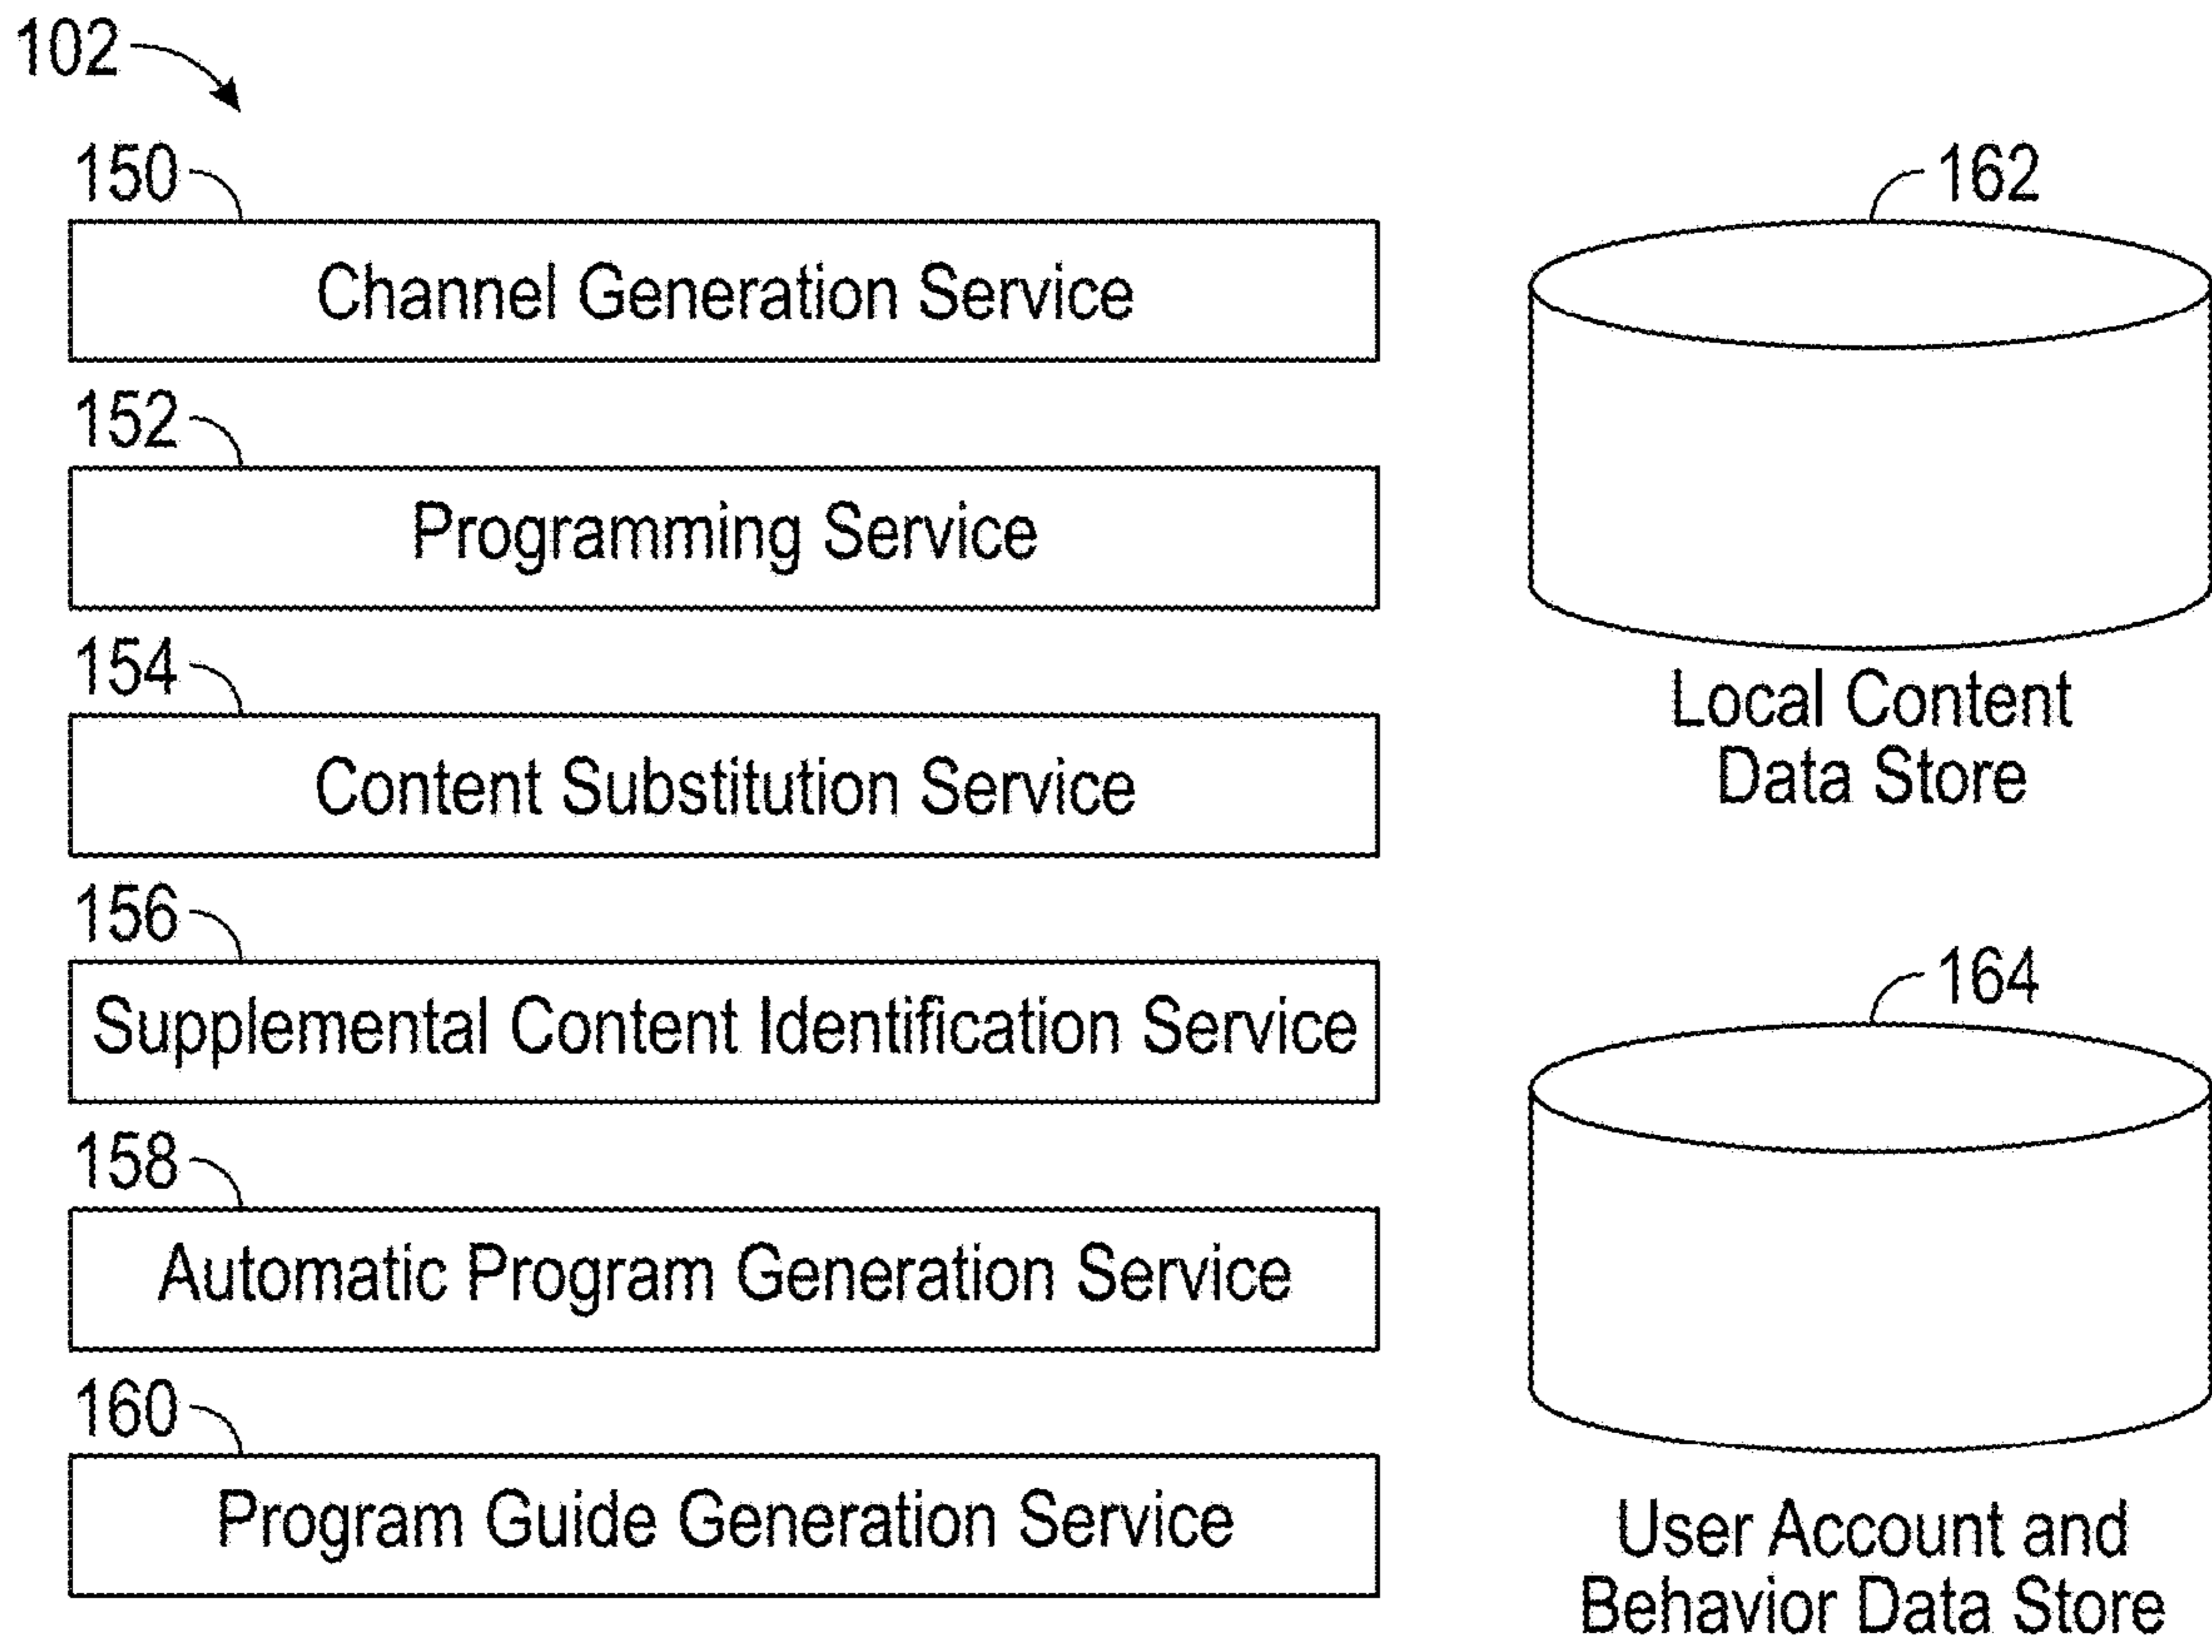 102
150
Channel Generation Service
152
Programming Service
154
Content Substitution Service
156
Supplemental Content Identification Service
158
Automatic Program Generation Service
160
Program Guide Generation Service
162
Local Content
Data Store
164
User Account and
Behavior Data Store